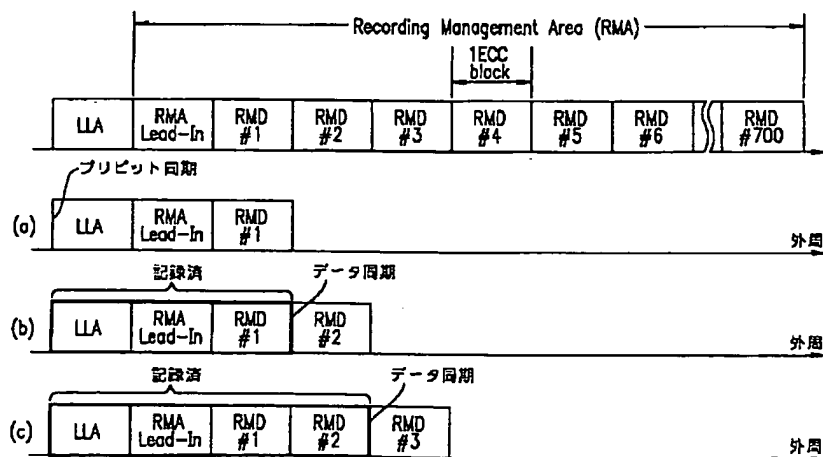 Recording Management Area (RMA)
1ECC
block
LLA
RMA
Lead-In
RMD
#1
RMD
#2
RMD
#3
RMD
#4
RMD
#5
RMD
#6
RMD
#700
プリピット同期
(a)
LLA
RMA
Lead-In
RMD
#1
外周
記録済
データ同期
(b)
LLA
RMA
Lead-In
RMD
#1
RMD
#2
外周
記録済
データ同期
(c)
LLA
RMA
Lead-In
RMD
#1
RMD
#2
RMD
#3
外周